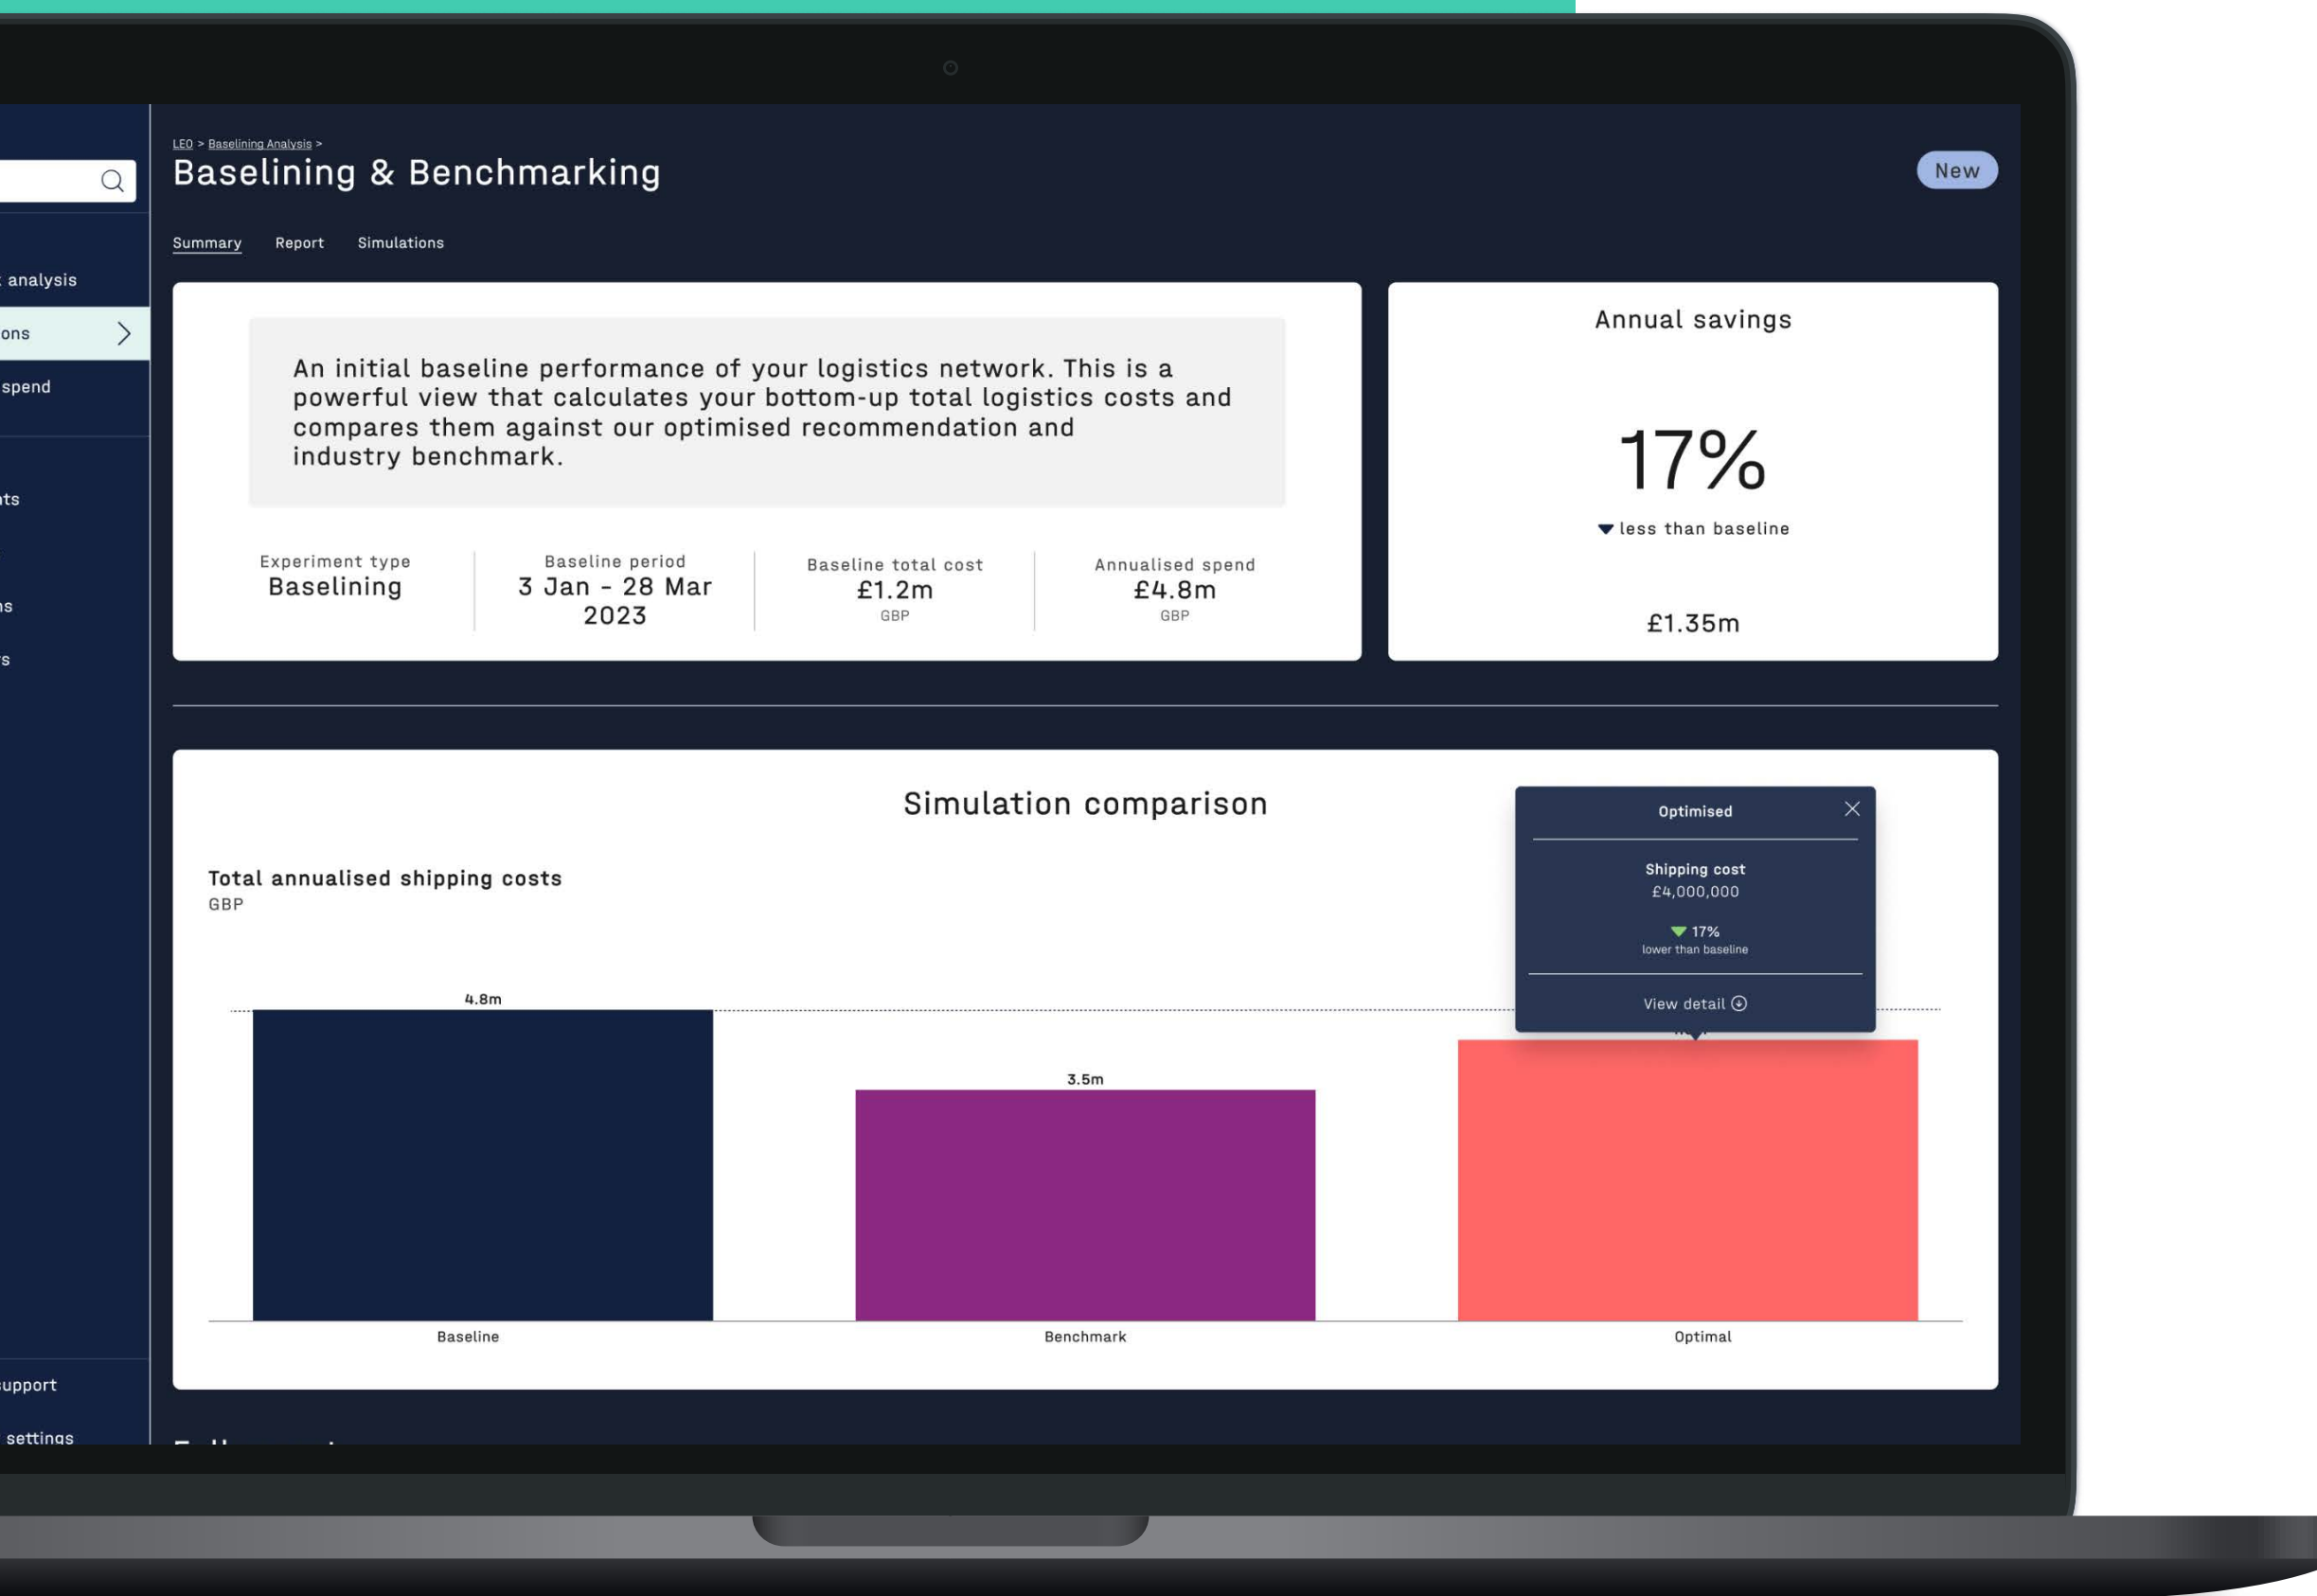 LEO > Baselining Analysis >
Baselining & Benchmarking
New
Summary Report Simulations
analysis
spend
settings
An initial baseline performance of your logistics network. This is a
powerful view that calculates your bottom-up total logistics costs and
compares them against our optimised recommendation and
industry benchmark.
Experiment type
Baselining
Baseline period
3 Jan - 28 Mar
2023
Baseline total cost
£1.2m
GBP
Annualised spend
£4.8m
GBP
Annual savings
17%
less than baseline
£1.35m
Simulation comparison
Total annualised shipping costs
GBP
Optimised
Shipping cost
£4,000,000
17%
lower than baseline
View detail
4.8m
3.5m
Baseline
Benchmark
Optimal